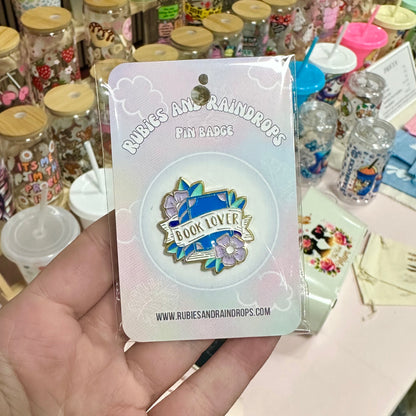 RUBIES AND RAINDROPS
PIN BADGE
BOOK LOVER
WWW.RUBIESANDRAINDROPS.COM